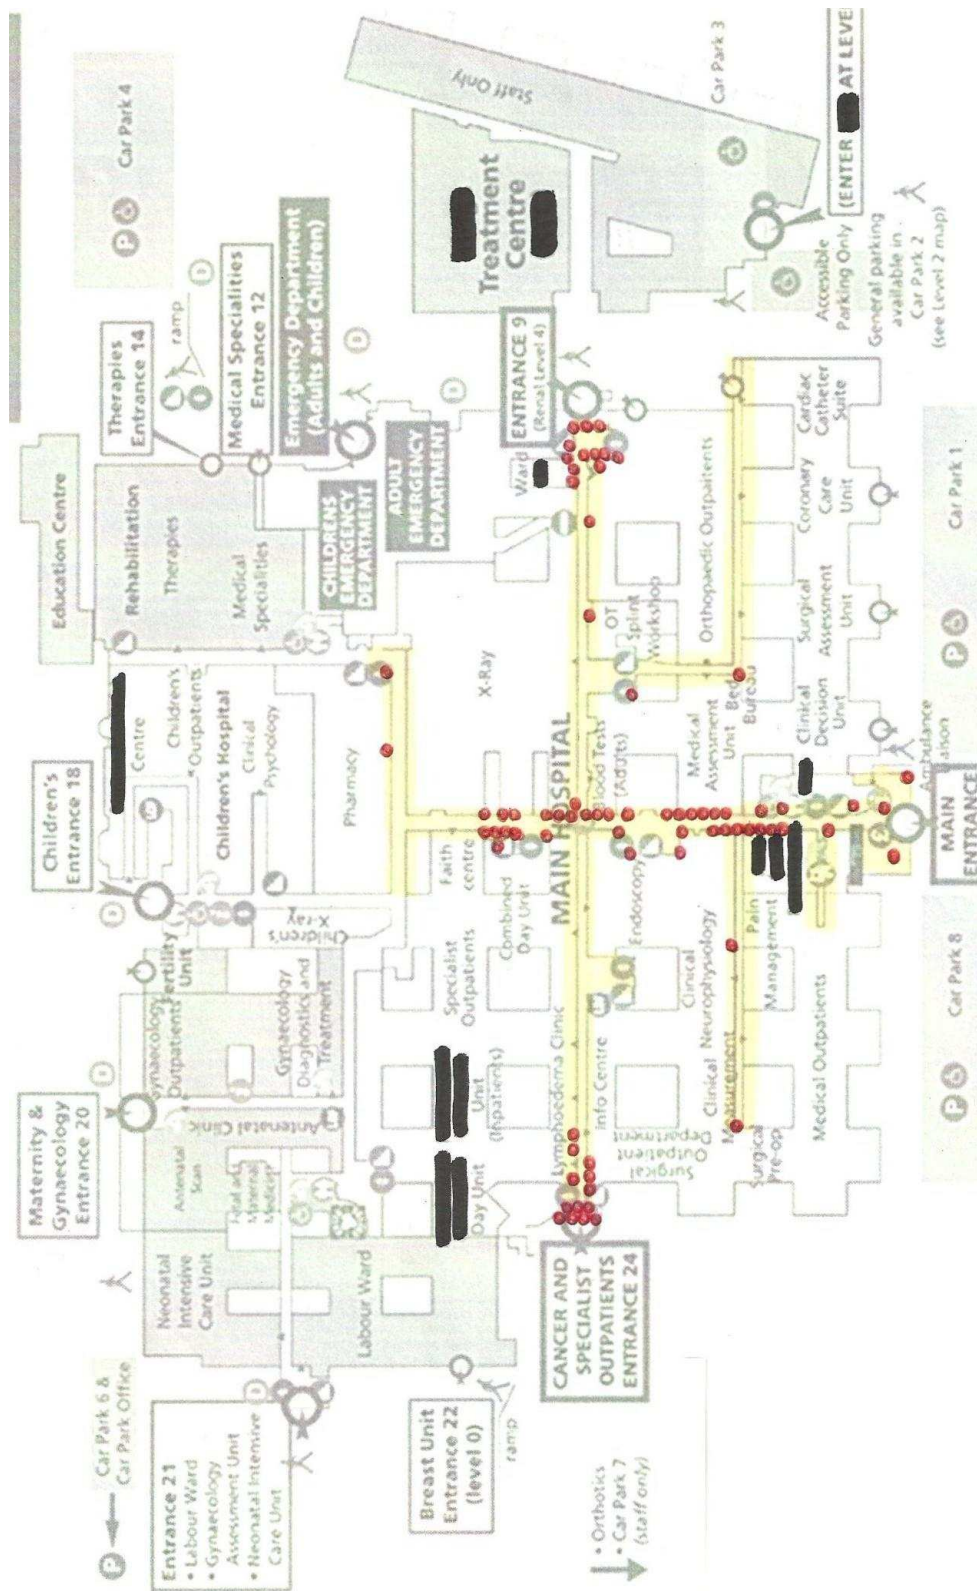 Car Park 4
Staff Only
Car Park 3
Treatment
Centre
(ENTER
AT LEVE
Accessible
Parking Only
General parking
available in
Car Park 2
(see Level 2 map)
Education Centre
Therapies
Entrance 14
ramp
Medical Specialities
Entrance 12
Emergency Department
(Adults and Children)
Rehabilitation
Therapes
Medical
Specialities
CHILDRENS
EMERGENCY
DEPARTMENT
ADULT
EMERGENCY
DEPARTMENT
ENTRANCE 9
(Renal Level 4)
Ward
X-Ray
OT
Splint
Workshop
Orthopaedic Outpaitents
Cardiac
Catheter
Suite
Coronary
Care
Unit
Surgical
Assessment
Unit
Clinical
Decision
Unit
Car Park 1
Children's
Entrance 18
Centre
Children's
Outpatients
Children's Hospital
Clinical
Psychology
Pharmacy
Children's
X-ray
MAIN HOSPITAL
Blood Tests
(Adults)
Medical
Assessment
Unit
Bed
Bureau
Ambulance
Liaison
MAIN
ENTRANCE
Faith
centre
Combined
Day Unit
Specialist
Outpatients
Endoscopy
Clinical
Neurophysiology
Pain
Management
Medical Outpatients
Car Park 8
Maternity &
Gynaecology
Entrance 20
Gynaecology
Outpatients
Fertility
Unit
Gynaecology
Diagnostics and
Treatment
Antenatal Clinic
Antenatal
Scan
Fetal and
Maternal
Medicine
Unit
(Inpatients)
Day Unit
Lymphoedema Clinic
Info Centre
Surgical
Outpatient
Department
Clinical
Measurement
Surgical
Pre-op
Neonatal
Intensive
Care Unit
Labour Ward
CANCER AND
SPECIALIST
OUTPATIENTS
ENTRANCE 24
Car Park 6 &
Car Park Office
Entrance 21
• Labour Ward
• Gynaecology
Assessment Unit
• Neonatal Intensive
Care Unit
Breast Unit
Entrance 22
(level 0)
ramp
• Orthotics
• Car Park 7
(staff only)